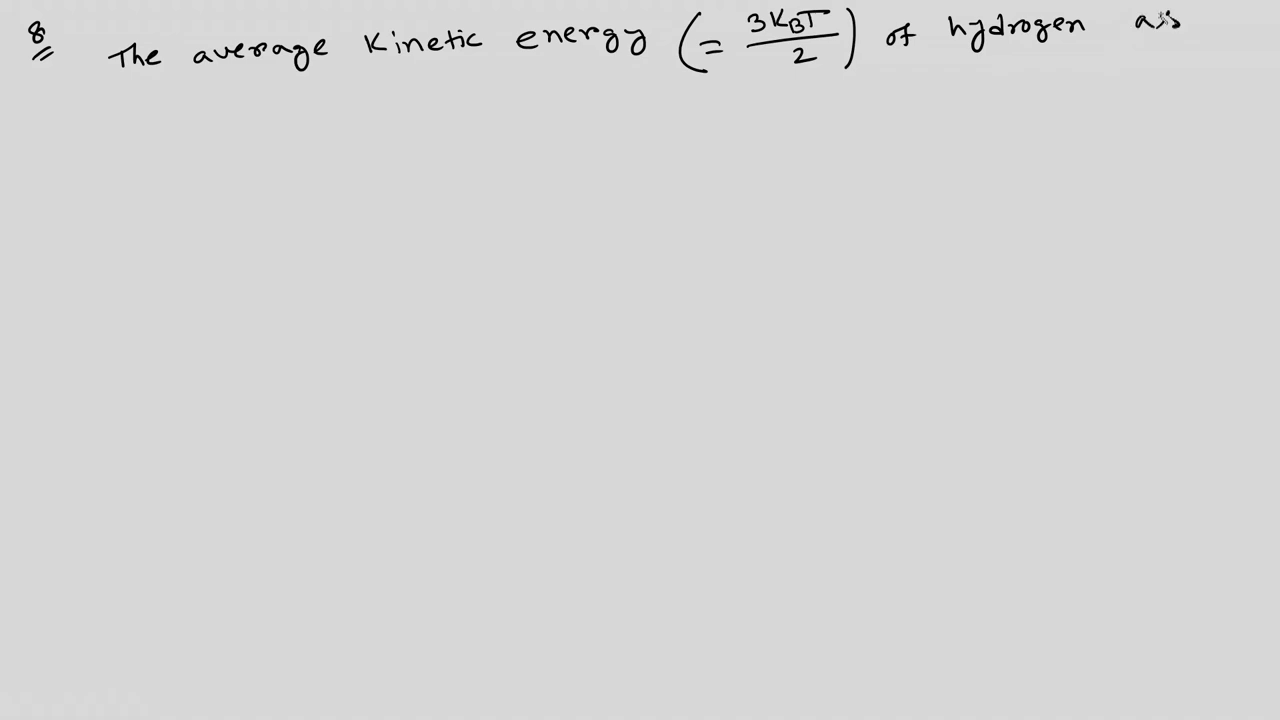 8 The average Kinetic energy (= 3KBT/2) of hydrogen